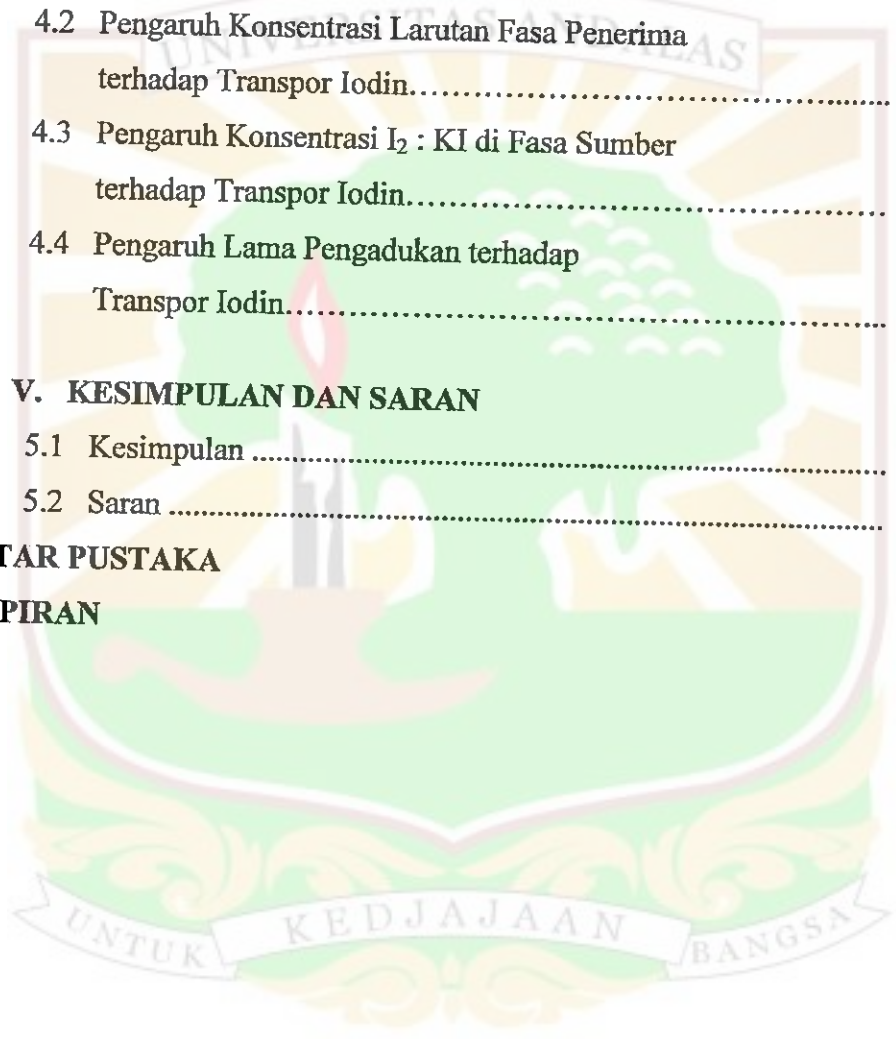 4.2 Pengaruh Konsentrasi Larutan Fasa Penerima
UNIVERSITAS ANDALAS
terhadap Transpor Iodin
4.3 Pengaruh Konsentrasi I₂ : KI di Fasa Sumber
terhadap Transpor Iodin
4.4 Pengaruh Lama Pengadukan terhadap
Transpor Iodin
V. KESIMPULAN DAN SARAN
5.1 Kesimpulan
5.2 Saran
TAR PUSTAKA
PIRAN
UNTUK KEDJAJAAN BANGSA